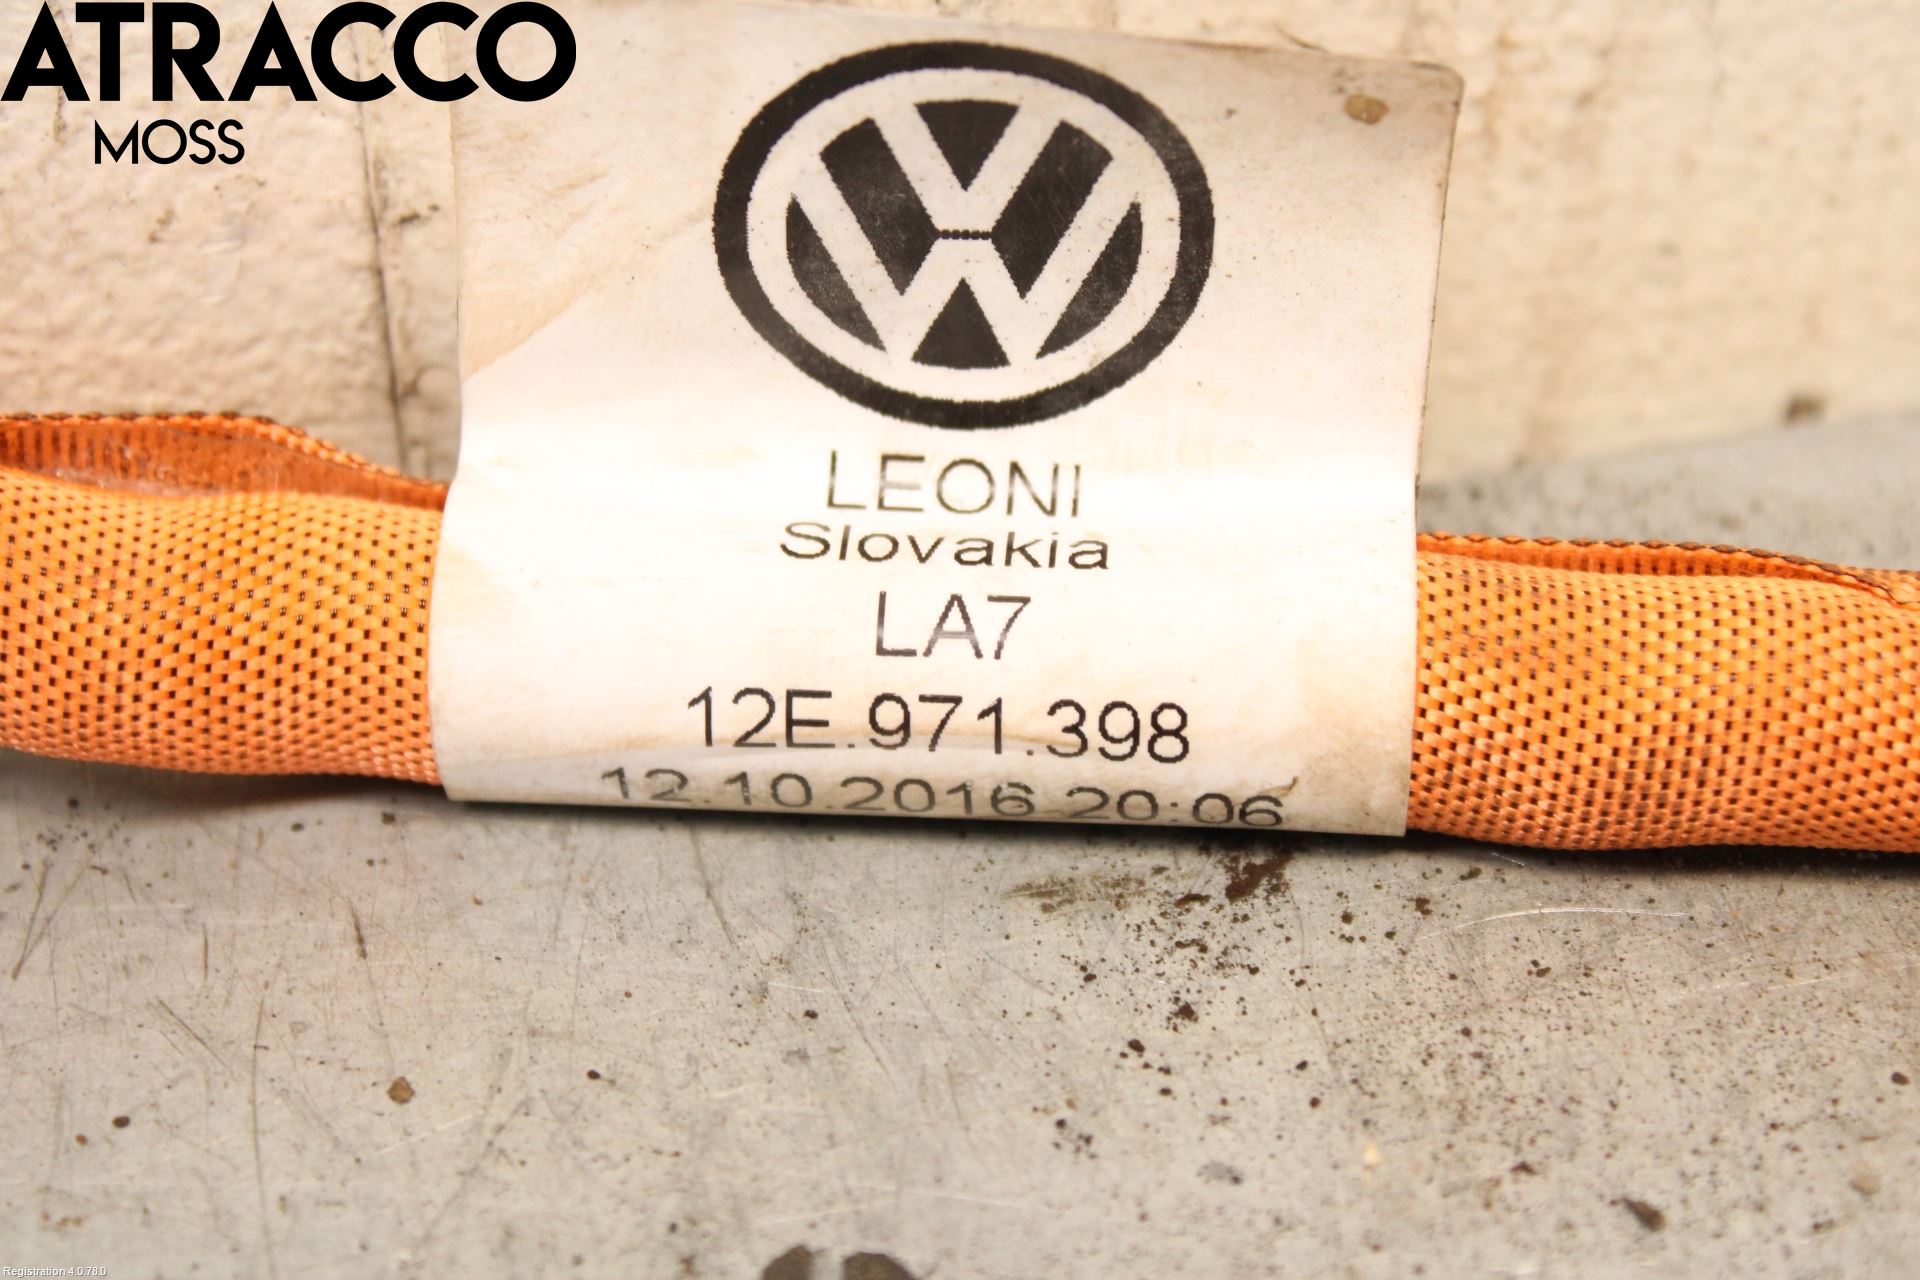 ATRACCO
MOSS
LEONI
Slovakia
LA7
12E.971.398
12.10.2016 20:06
Registration 4.0.78.0